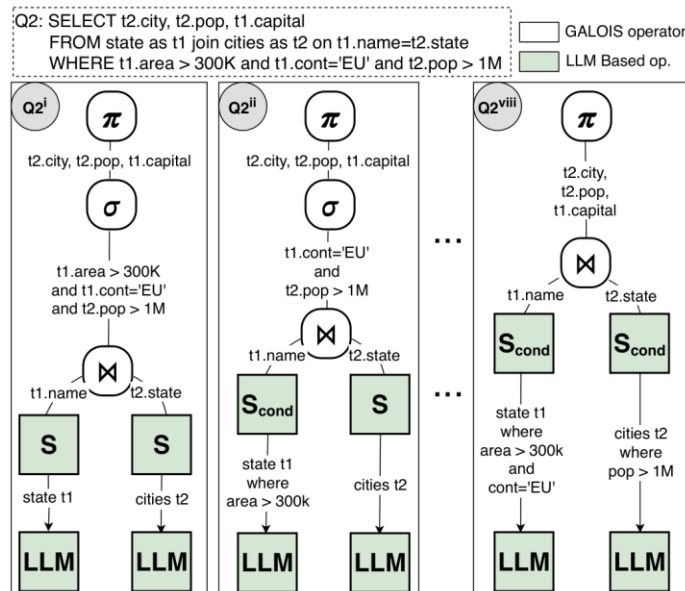 Q2: SELECT t2.city, t2.pop, t1.capital
FROM state as t1 join cities as t2 on t1.name=t2.state
WHERE t1.area > 300K and t1.cont='EU' and t2.pop > 1M
GALOIS operator
LLM Based op.
Q2i
π
t2.city, t2.pop, t1.capital
σ
t1.area > 300K
and t1.cont='EU'
and t2.pop > 1M
⋈
t1.name
t2.state
S
S
state t1
cities t2
LLM
LLM
Q2ii
π
t2.city, t2.pop, t1.capital
σ
t1.cont='EU'
and
t2.pop > 1M
⋈
t1.name
t2.state
Scond
S
state t1
where
area > 300k
cities t2
LLM
LLM
...
...
Q2viii
π
t2.city,
t2.pop,
t1.capital
⋈
t1.name
t2.state
Scond
Scond
state t1
where
area > 300k
and
cont='EU'
cities t2
where
pop > 1M
LLM
LLM